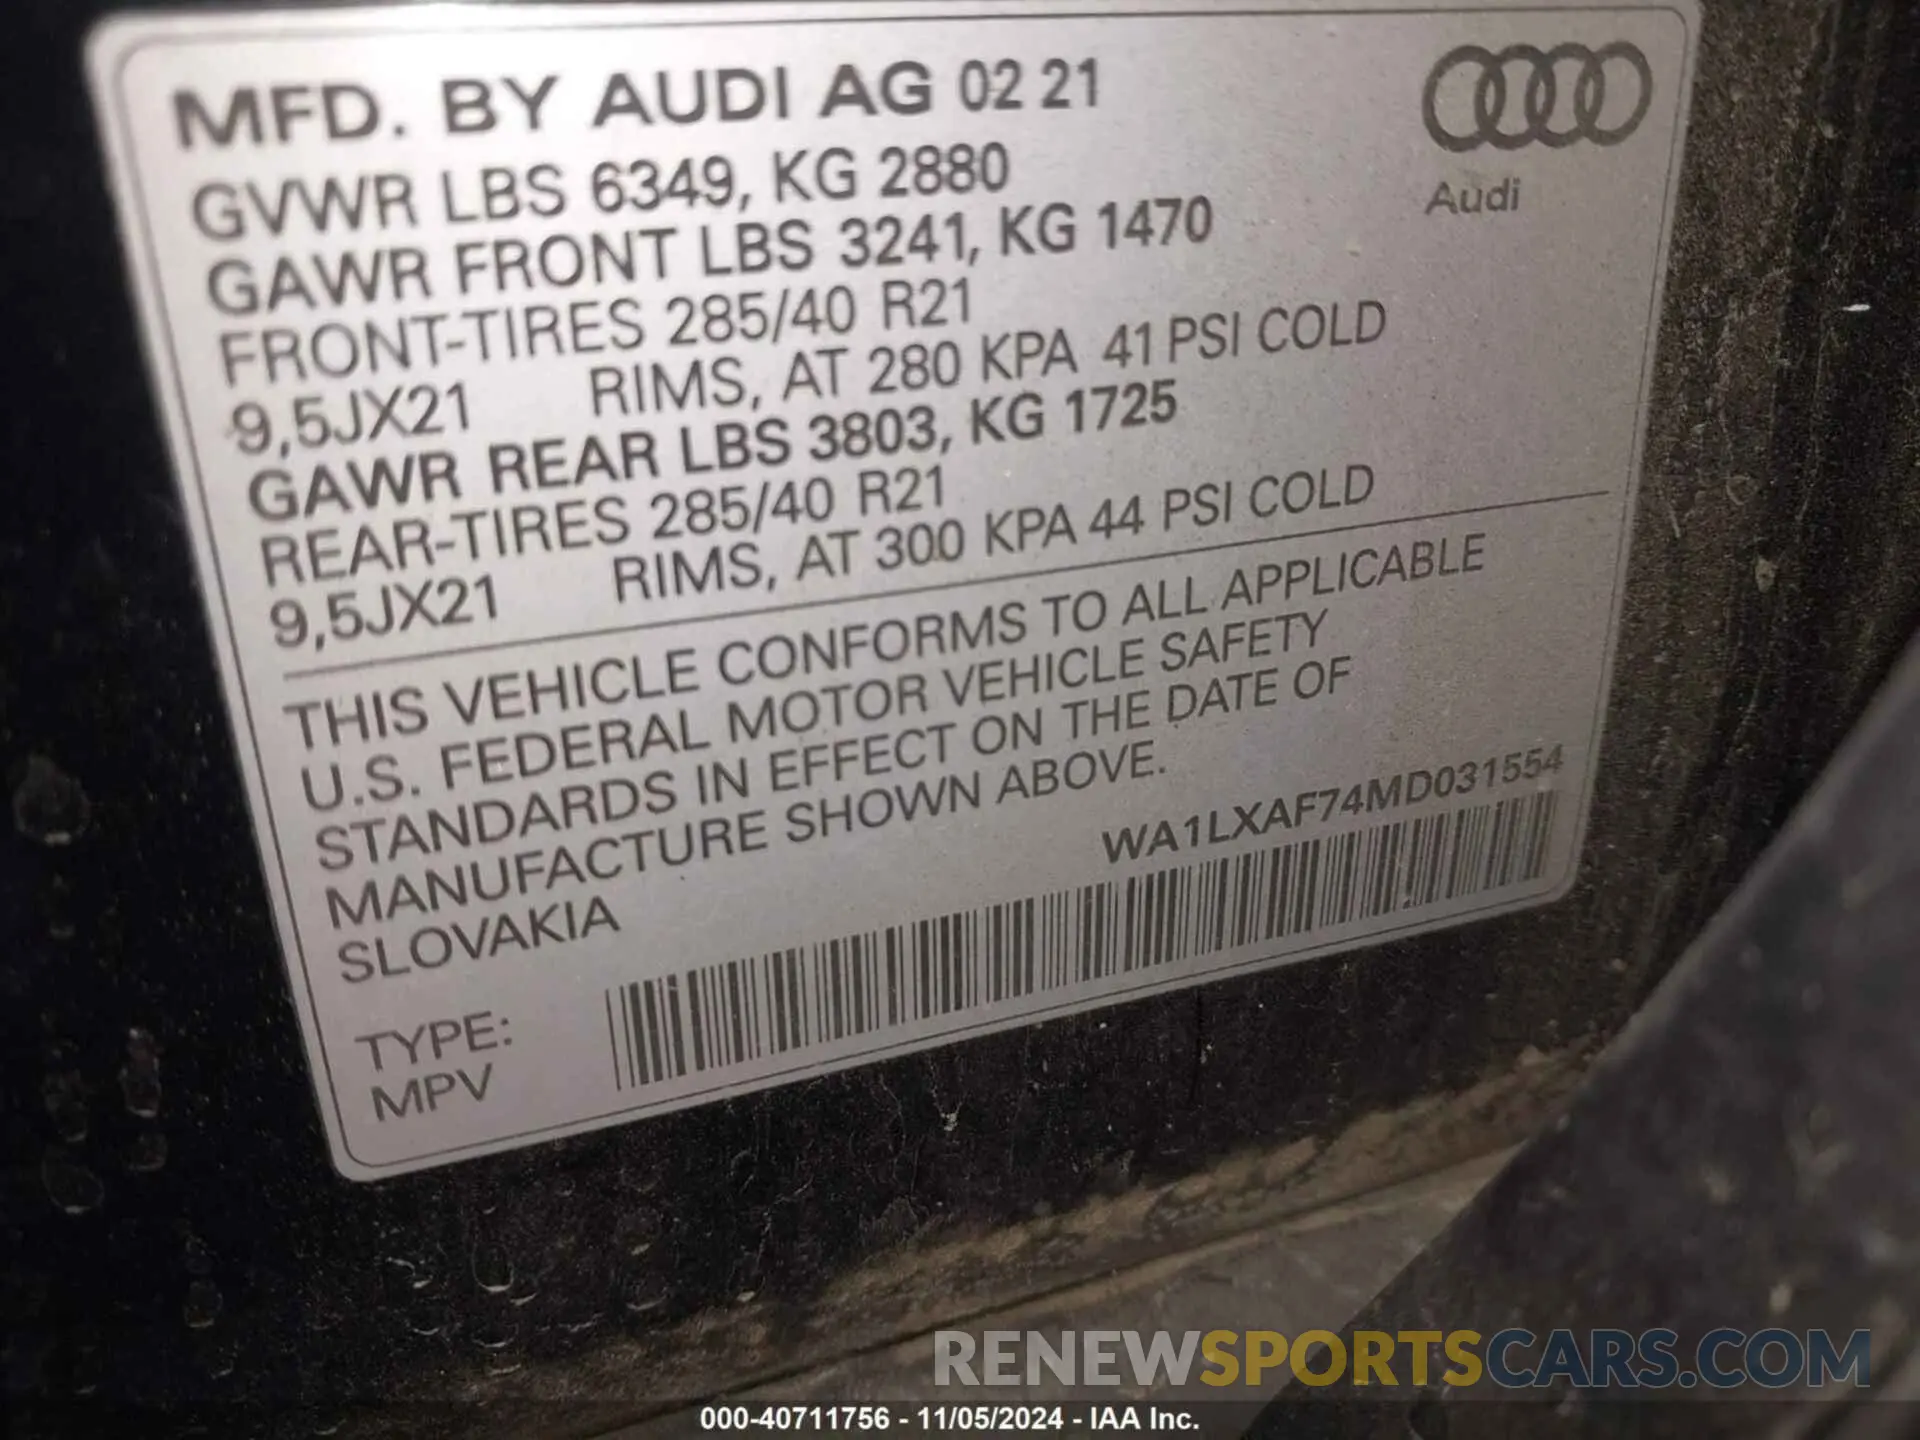 MFD. BY AUDI AG 02 21
Audi
GVWR LBS 6349, KG 2880
GAWR FRONT LBS 3241, KG 1470
FRONT-TIRES 285/40 R21
9,5JX21 RIMS, AT 280 KPA 41 PSI COLD
GAWR REAR LBS 3803, KG 1725
REAR-TIRES 285/40 R21
9,5JX21 RIMS, AT 300 KPA 44 PSI COLD
THIS VEHICLE CONFORMS TO ALL APPLICABLE
U.S. FEDERAL MOTOR VEHICLE SAFETY
STANDARDS IN EFFECT ON THE DATE OF
MANUFACTURE SHOWN ABOVE.
SLOVAKIA
WA1LXAF74MD031554
TYPE:
MPV
RENEWSPORTSCARS.COM
000-40711756 - 11/05/2024 - IAA Inc.